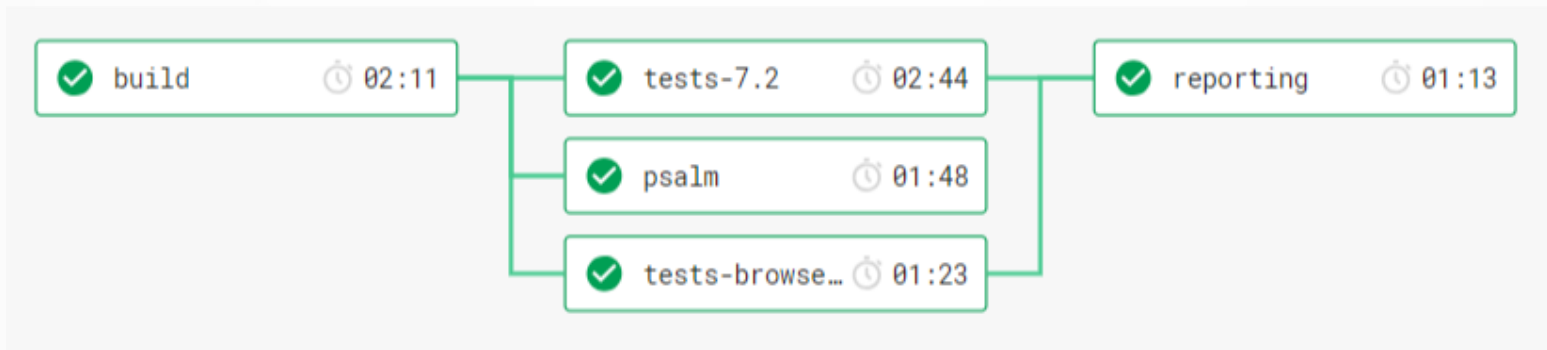 build 02:11
tests-7.2 02:44
reporting 01:13
psalm 01:48
tests-browse… 01:23